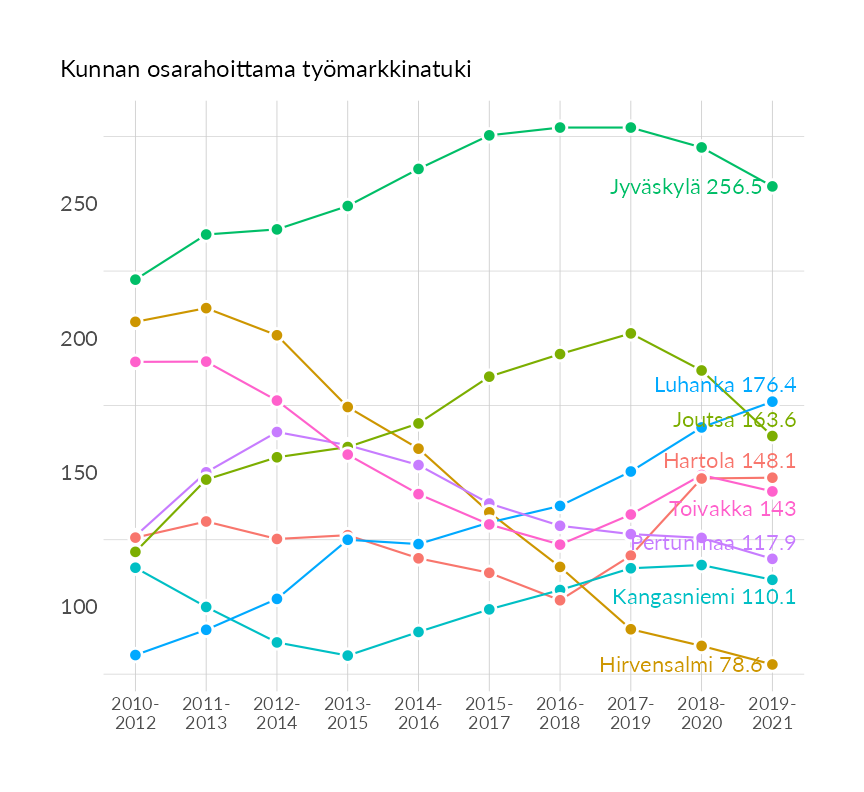 Kunnan osarahoittama työmarkkinatuki
250
200
150
100
Jyväskylä 256.5
Luhanka 176.4
Joutsa 163.6
Hartola 148.1
Toivakka 143
Pertunmaa 117.9
Kangasniemi 110.1
Hirvensalmi 78.6
2010- 2011- 2012- 2013- 2014- 2015- 2016- 2017- 2018- 2019-
2012 2013 2014 2015 2016 2017 2018 2019 2020 2021